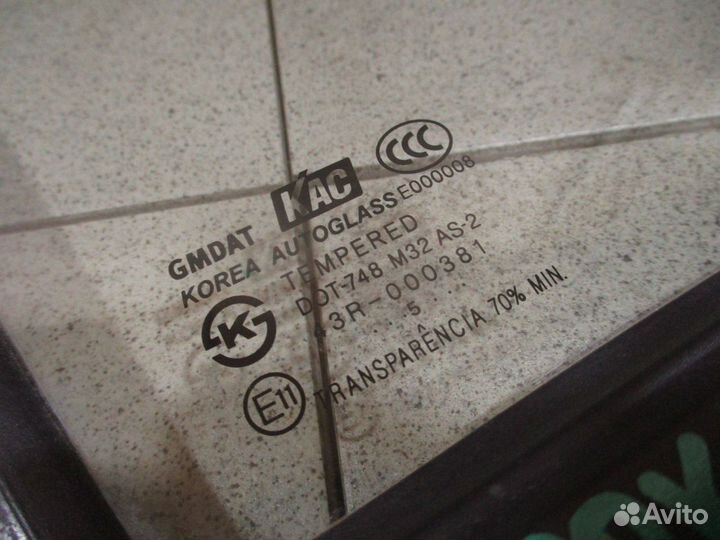 CCC
GMDAT KAC E000008
KOREA AUTOGLASS
TEMPERED
DOT-748 M32 AS-2
43R-000381
.... 5 ....
K
E11 TRANSPARÊNCIA 70% MIN.
Avito